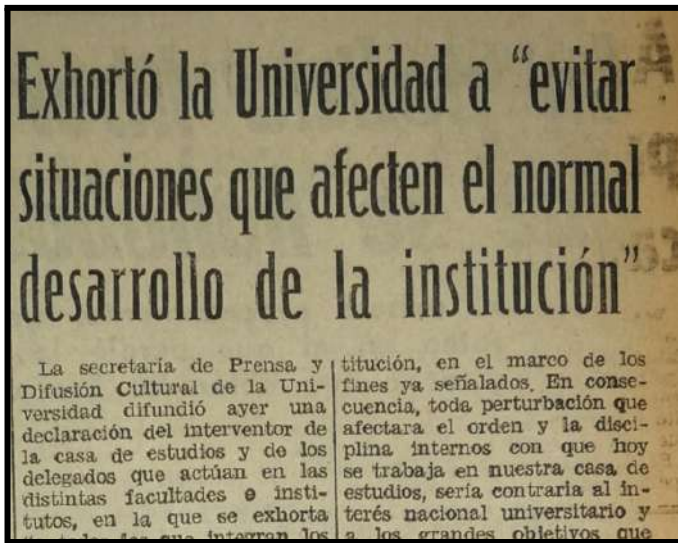 Exhortó la Universidad a “evitar
situaciones que afecten el normal
desarrollo de la institución”
La secretaría de Prensa y
Difusión Cultural de la Uni-
versidad difundió ayer una
declaración del interventor de
la casa de estudios y de los
delegados que actúan en las
distintas facultades e insti-
tutos, en la que se exhorta
que integran los
titución, en el marco de los
fines ya señalados. En conse-
cuencia, toda perturbación que
afectara el orden y la disci-
plina internos con que hoy
se trabaja en nuestra casa de
estudios, sería contraria al in-
terés nacional universitario y
a los grandes objetivos que